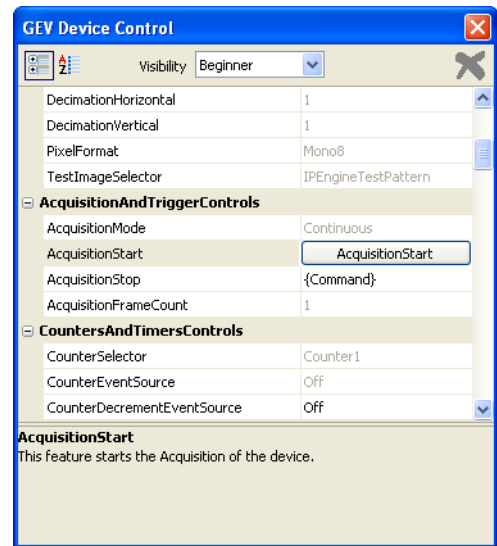 GEV Device Control
AZ Visibility Beginner
DecimationHorizontal 1
DecimationVertical 1
PixelFormat Mono8
TestImageSelector IPEngineTestPattern
AcquisitionAndTriggerControls
AcquisitionMode Continuous
AcquisitionStart AcquisitionStart
AcquisitionStop {Command}
AcquisitionFrameCount 1
CountersAndTimersControls
CounterSelector Counter1
CounterEventSource Off
CounterDecrementEventSource Off
AcquisitionStart
This feature starts the Acquisition of the device.